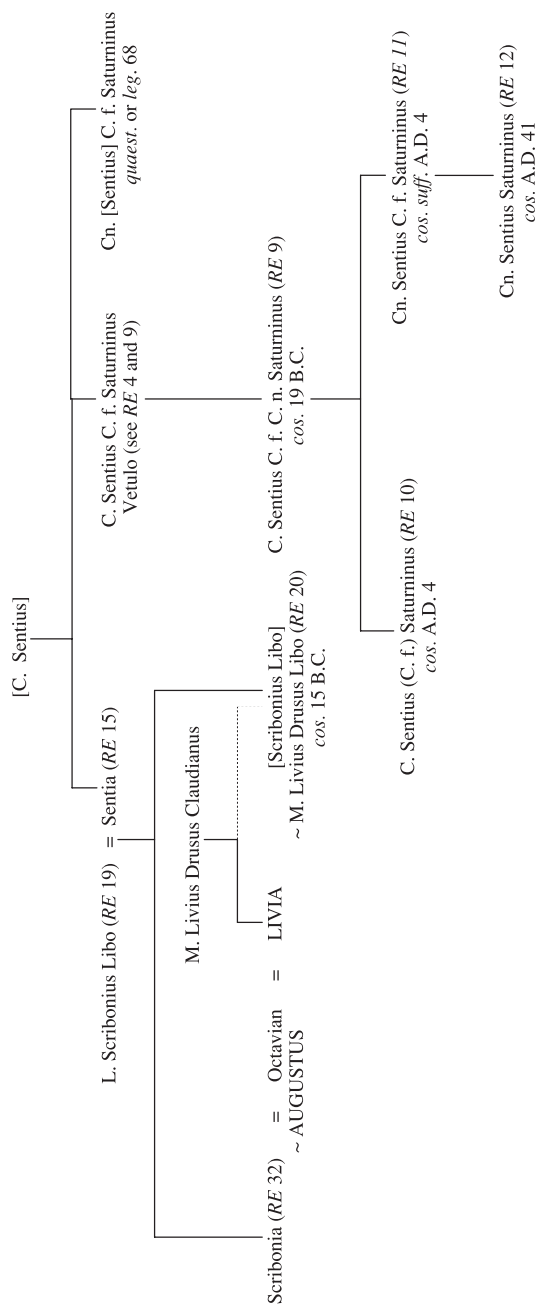 [C. Sentius]
L. Scribonius Libo (RE 19) = Sentia (RE 15)
C. Sentius C. f. Saturninus
Vetulo (see RE 4 and 9)
Cn. [Sentius] C. f. Saturninus
quaest. or leg. 68
M. Livius Drusus Claudianus
Scribonia (RE 32) = Octavian = LIVIA
~ AUGUSTUS
[Scribonius Libo]
~ M. Livius Drusus Libo (RE 20)
cos. 15 B.C.
C. Sentius C. f. C. n. Saturninus (RE 9)
cos. 19 B.C.
C. Sentius (C. f.) Saturninus (RE 10)
cos. A.D. 4
Cn. Sentius C. f. Saturninus (RE 11)
cos. suff. A.D. 4
Cn. Sentius Saturninus (RE 12)
cos. A.D. 41